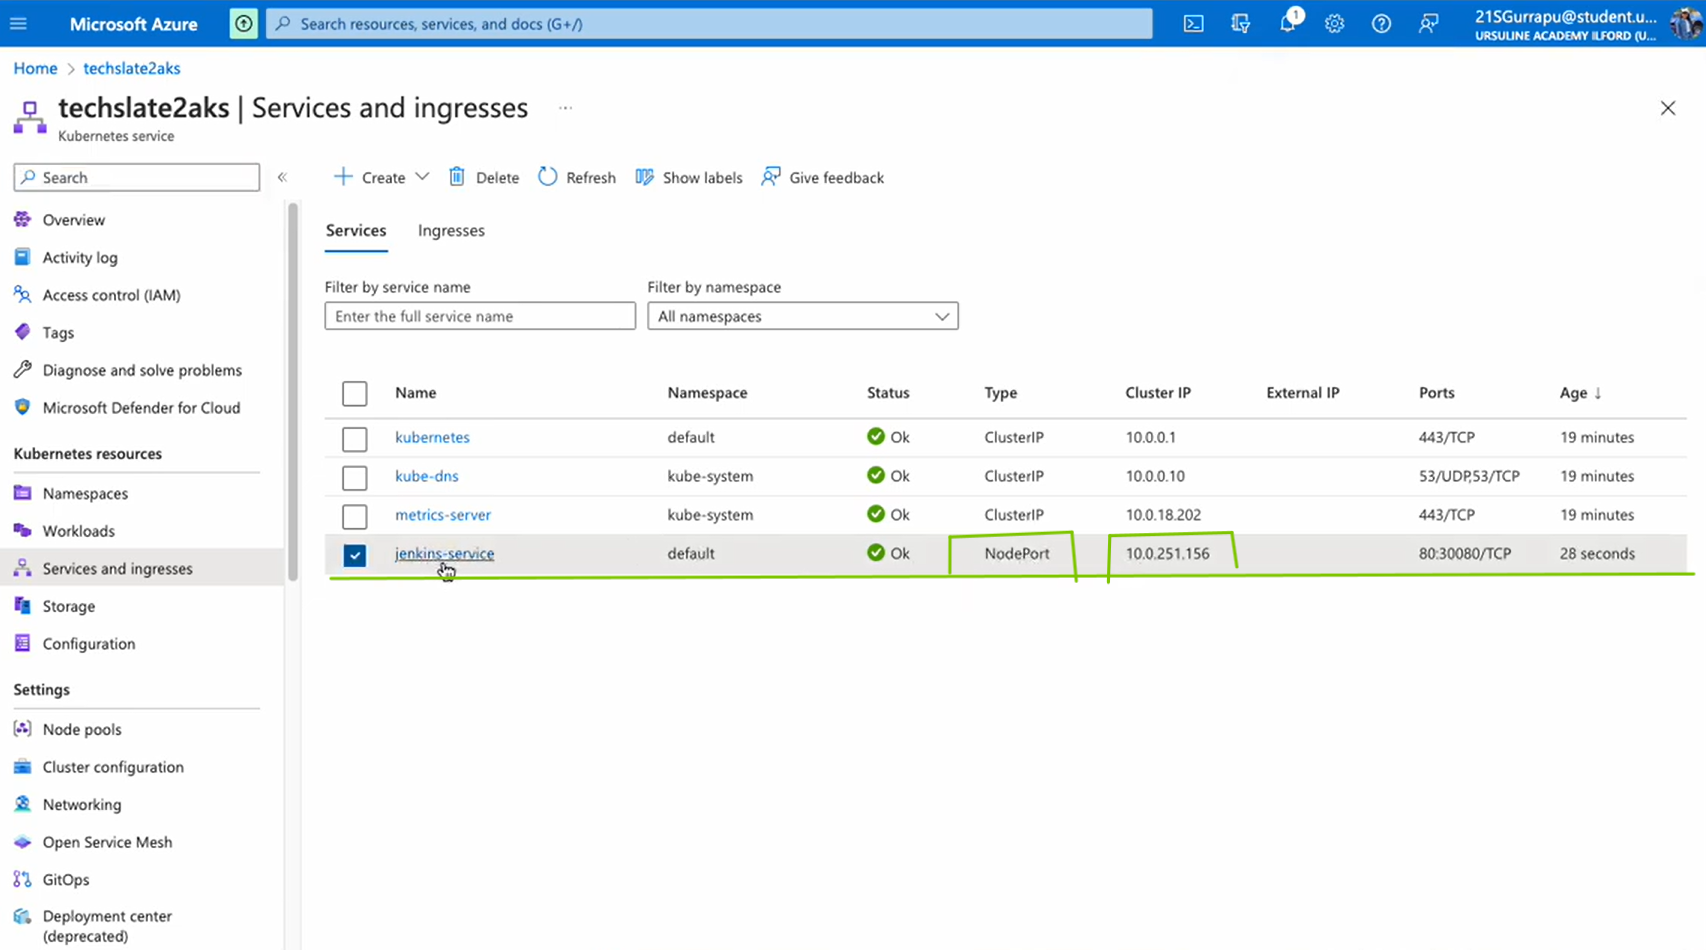 Microsoft Azure
Search resources, services, and docs (G+/)
1
21SGurrapu@student.u...
URSULINE ACADEMY ILFORD (U...
Home > techslate2aks
techslate2aks | Services and ingresses ...
Kubernetes service
Search
«
Create Delete Refresh Show labels Give feedback
Overview
Activity log
Access control (IAM)
Tags
Diagnose and solve problems
Microsoft Defender for Cloud
Kubernetes resources
Namespaces
Workloads
Services and ingresses
Storage
Configuration
Settings
Node pools
Cluster configuration
Networking
Open Service Mesh
GitOps
Deployment center
(deprecated)
Services Ingresses
Filter by service name Filter by namespace
Enter the full service name All namespaces
Name Namespace Status Type Cluster IP External IP Ports Age ↓
kubernetes default Ok ClusterIP 10.0.0.1 443/TCP 19 minutes
kube-dns kube-system Ok ClusterIP 10.0.0.10 53/UDP,53/TCP 19 minutes
metrics-server kube-system Ok ClusterIP 10.0.18.202 443/TCP 19 minutes
jenkins-service default Ok NodePort 10.0.251.156 80:30080/TCP 28 seconds